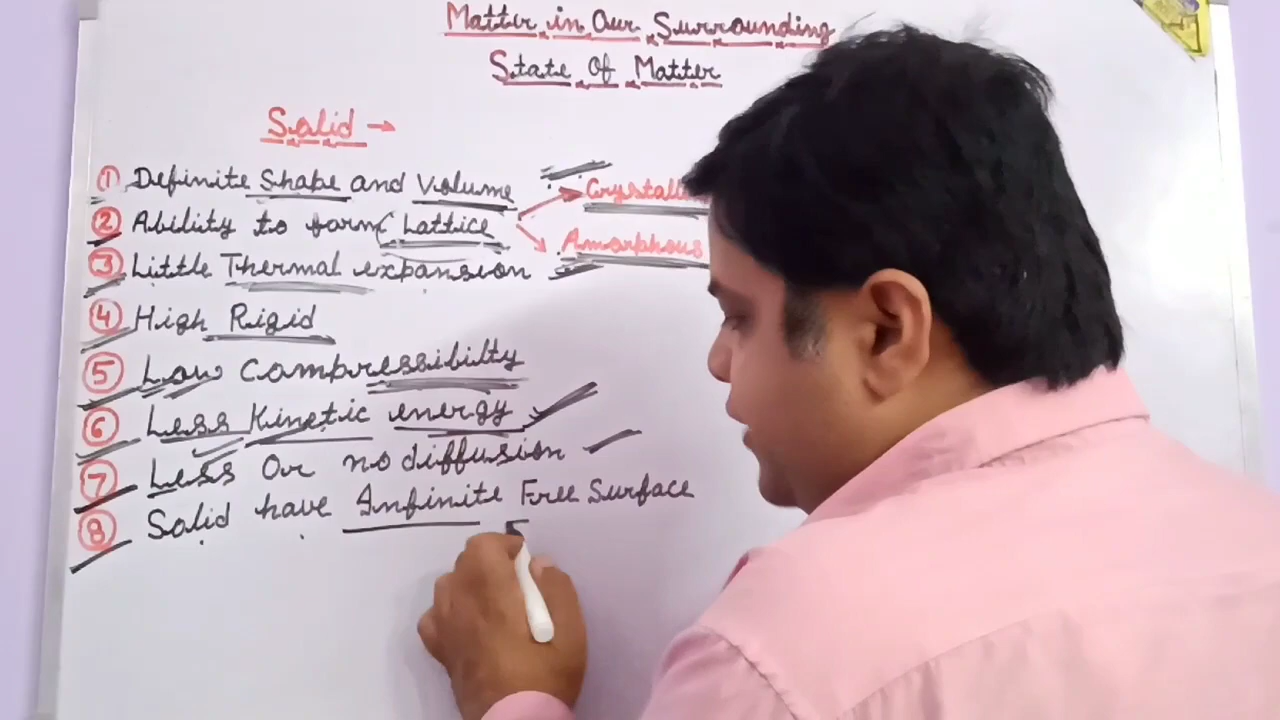 Matter in Our Surrounding
State Of Matter
Solid →
① Definite Shape and Volume
② Ability to form Lattice
Amorphous
③ Little Thermal expansion
④ High Rigid
⑤ Low compressibilty
⑥ Less Kinetic energy
⑦ Less Or no diffusion
⑧ Solid have Infinite Free Surface